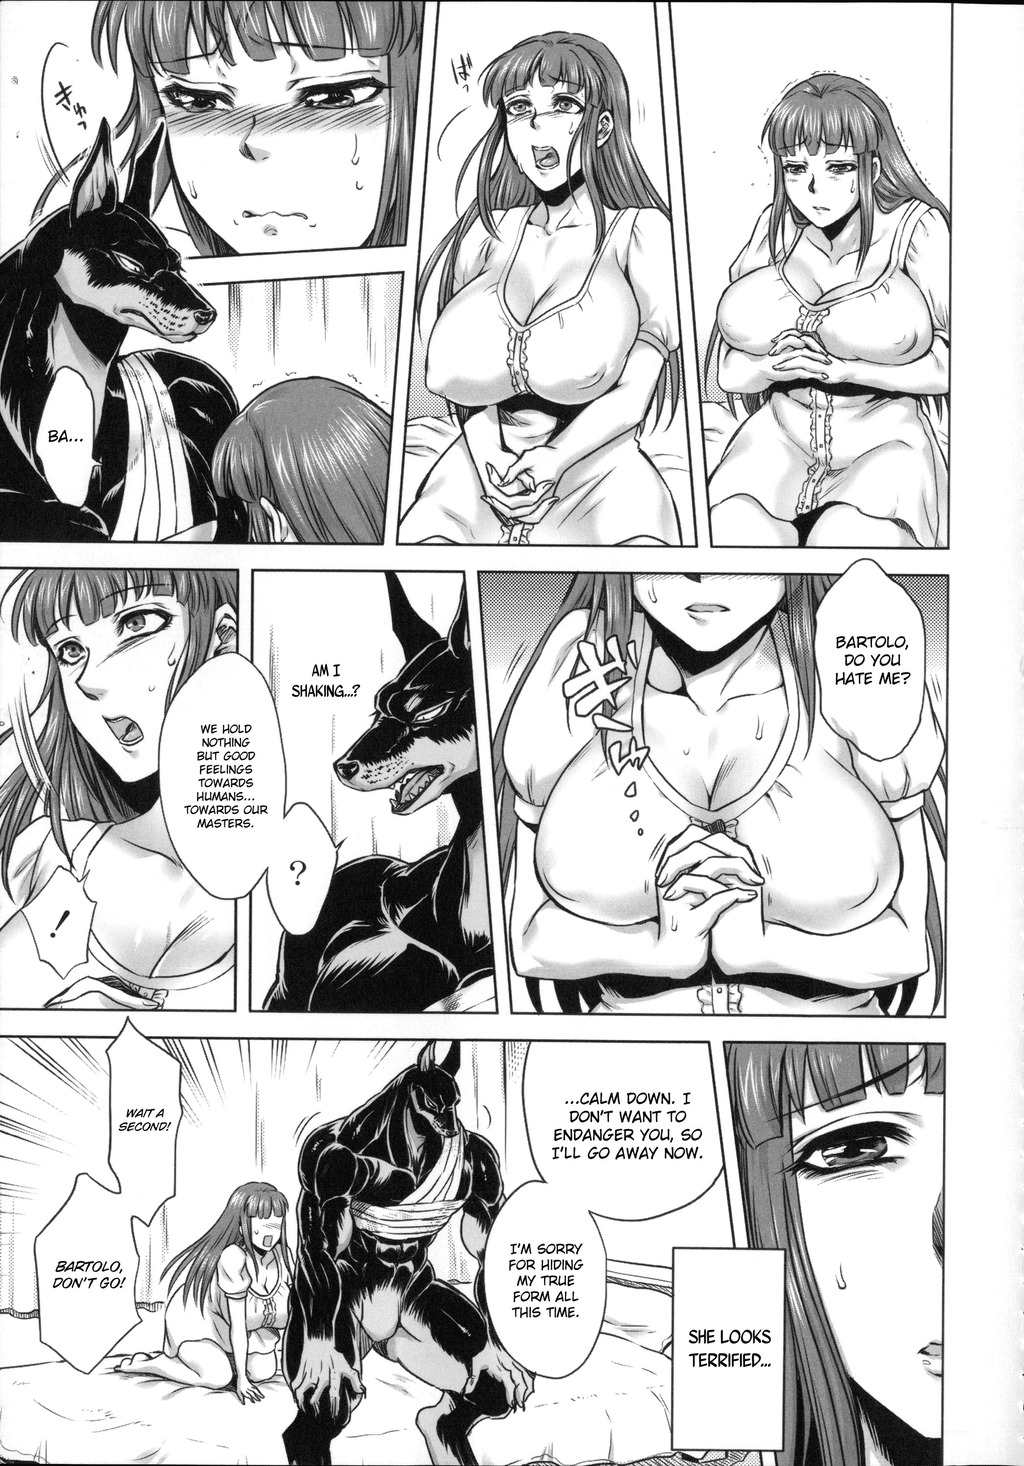 ばっ
きゅっ
BA...
BARTOLO,
DO YOU
HATE ME?
AM I
SHAKING...?
?
WE HOLD
NOTHING
BUT GOOD
FEELINGS
TOWARDS
HUMANS...
TOWARDS OUR
MASTERS.
!
SHE LOOKS
TERRIFIED...
...CALM DOWN. I
DON'T WANT TO
ENDANGER YOU, SO
I'LL GO AWAY NOW.
I'M SORRY
FOR HIDING
MY TRUE
FORM ALL
THIS TIME.
WAIT A
SECOND!
BARTOLO,
DON'T GO!